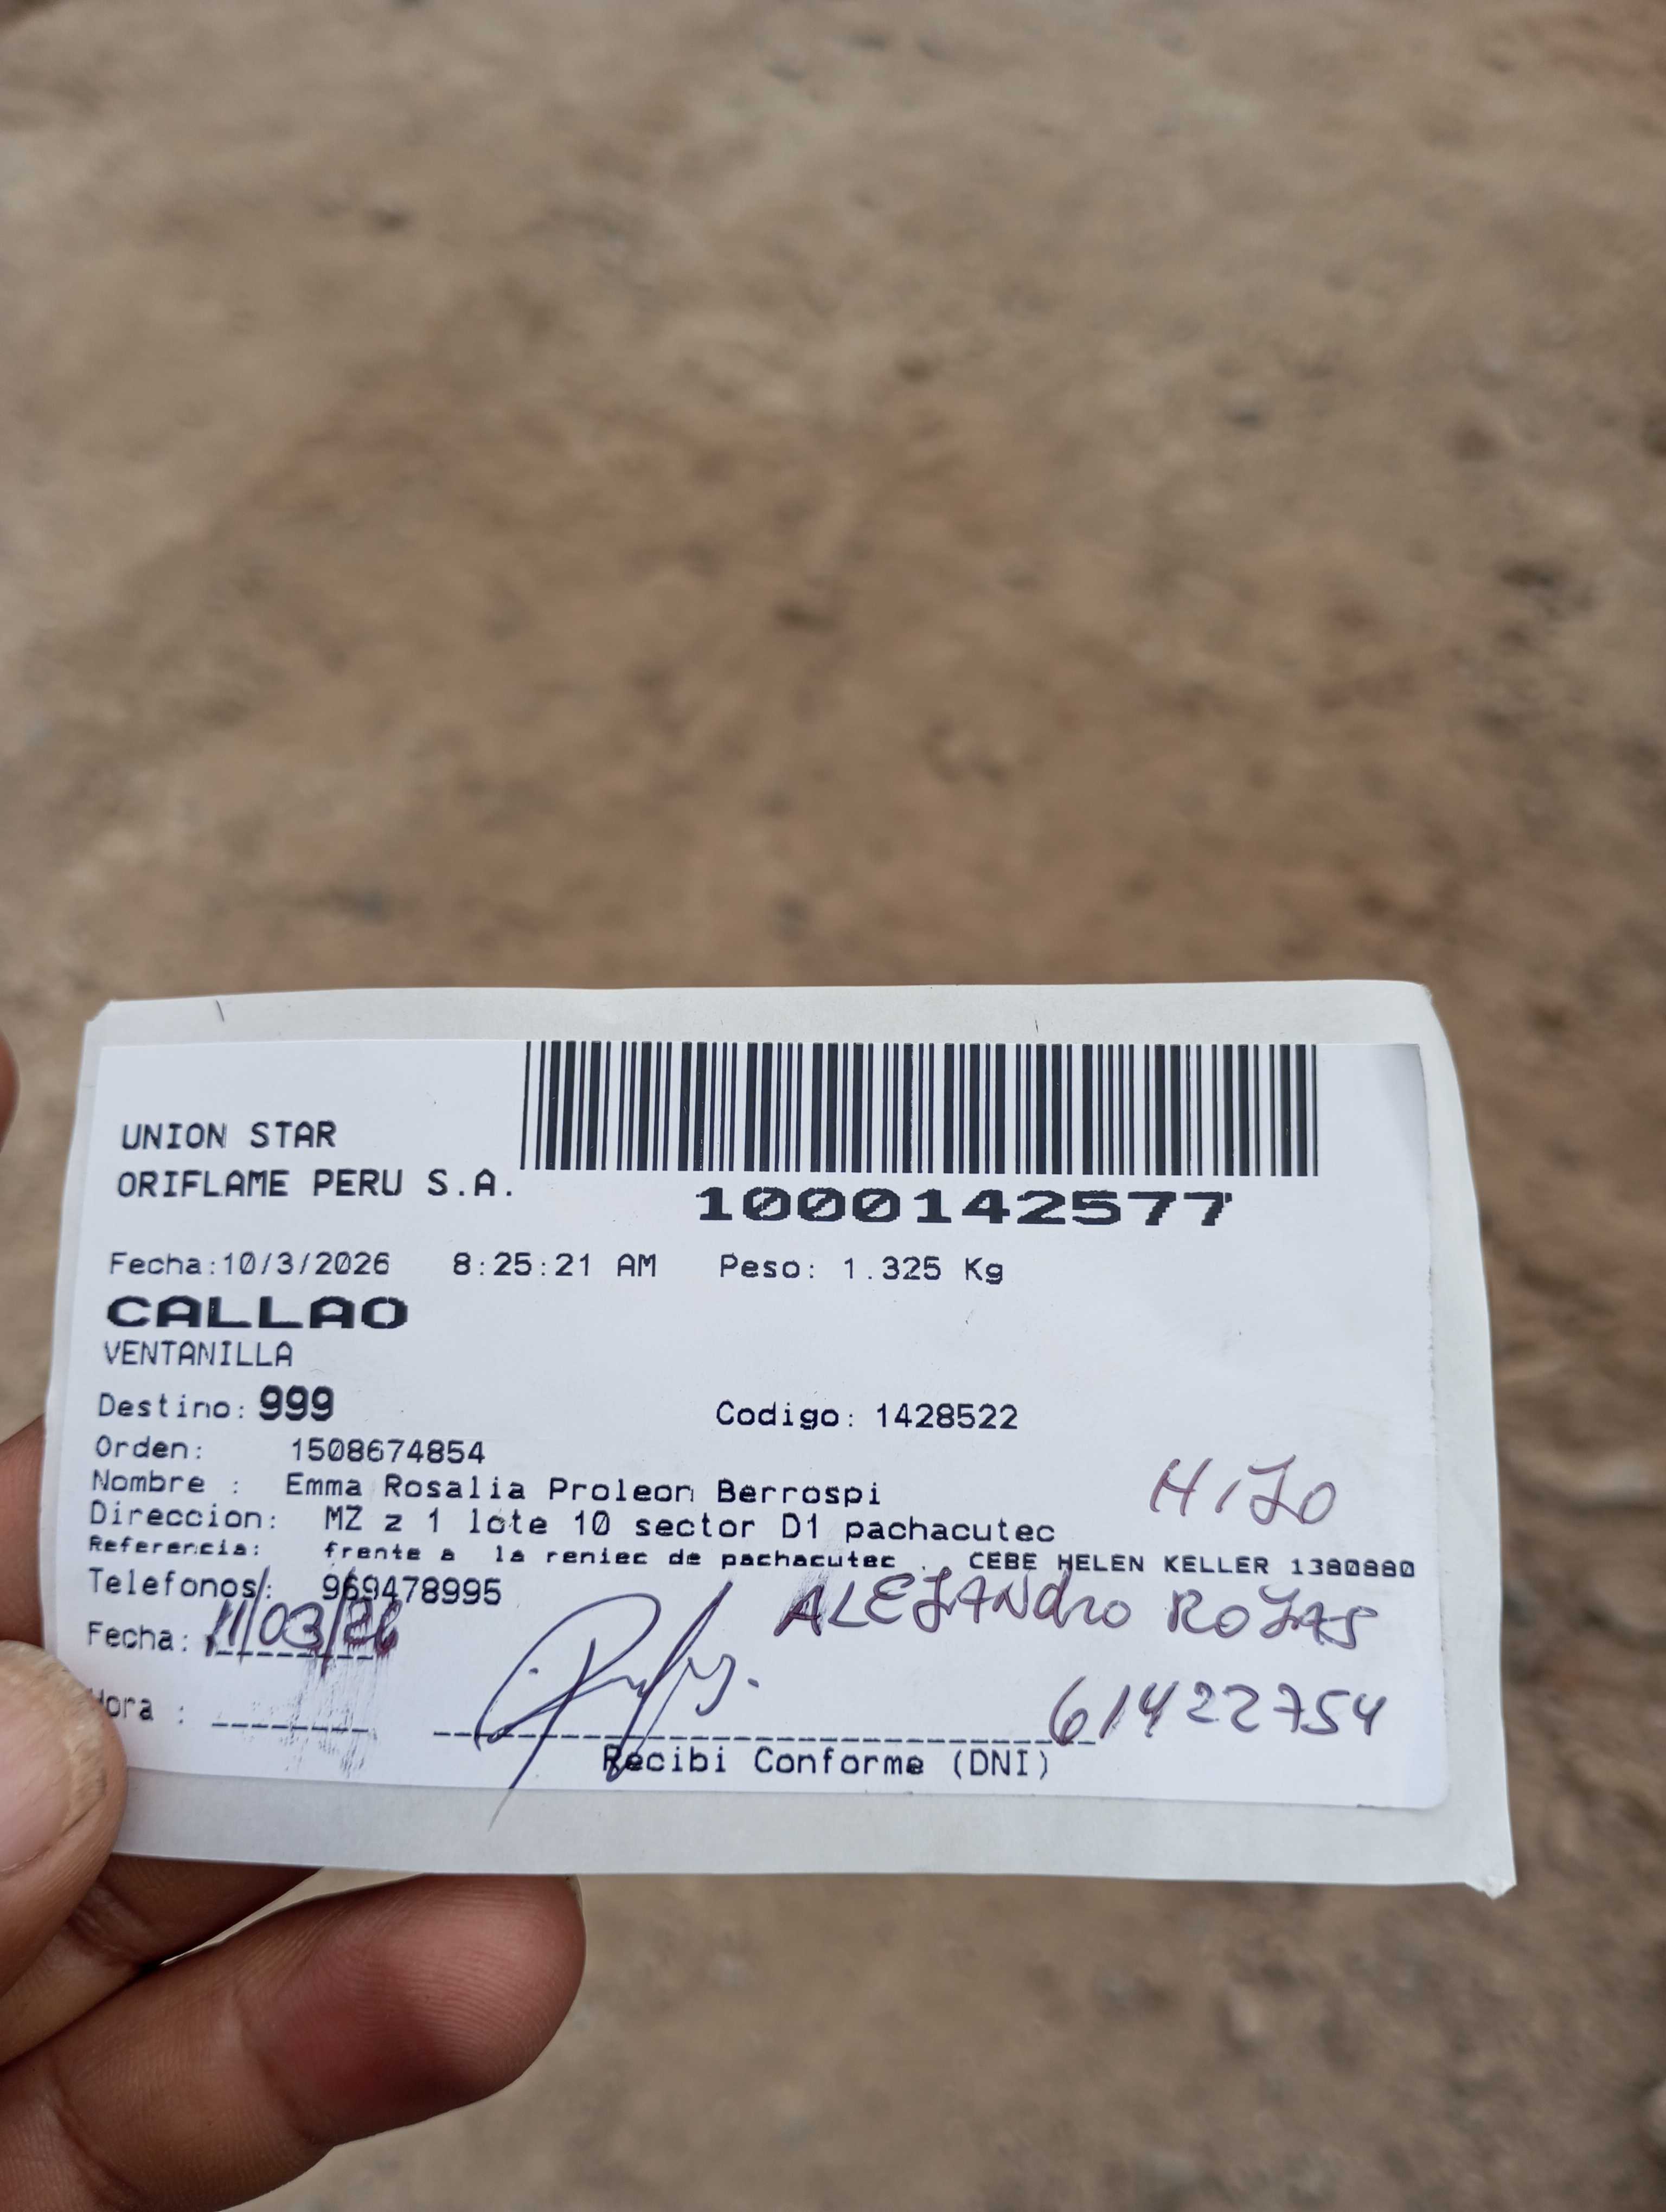 UNION STAR
ORIFLAME PERU S.A.
1000142577
Fecha:10/3/2026 8:25:21 AM Peso: 1.325 Kg
CALLAO
VENTANILLA
Destino: 999 Codigo: 1428522
Orden: 1508674854
Nombre : Emma Rosalia Proleon Berrospi
HIJO
Direccion: MZ z 1 lote 10 sector D1 pachacutec
Referencia: frente a la reniec de pachacutec . CEBE HELEN KELLER 1380880
Telefonos/: 969478995
ALEJANdro ROJAS
Fecha: 11/03/26
Hora :
61422754
Recibi Conforme (DNI)